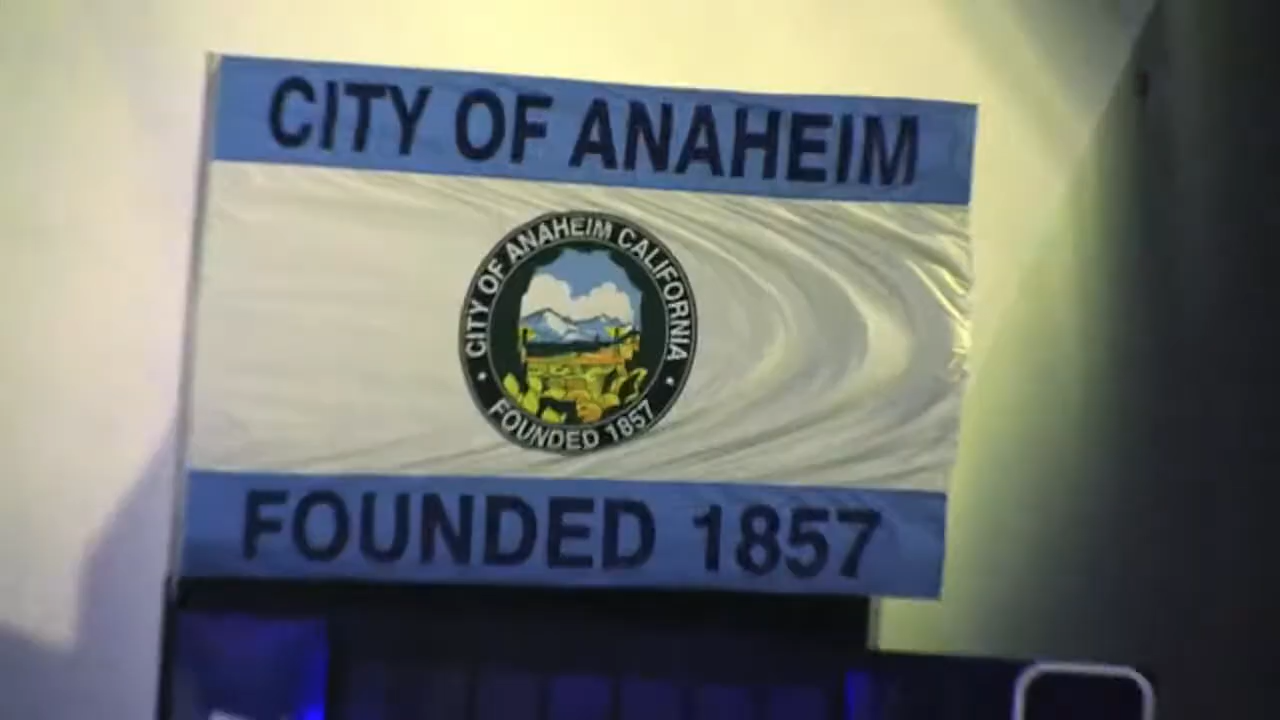 CITY OF ANAHEIM
CITY OF ANAHEIM CALIFORNIA
• FOUNDED 1857 •
FOUNDED 1857